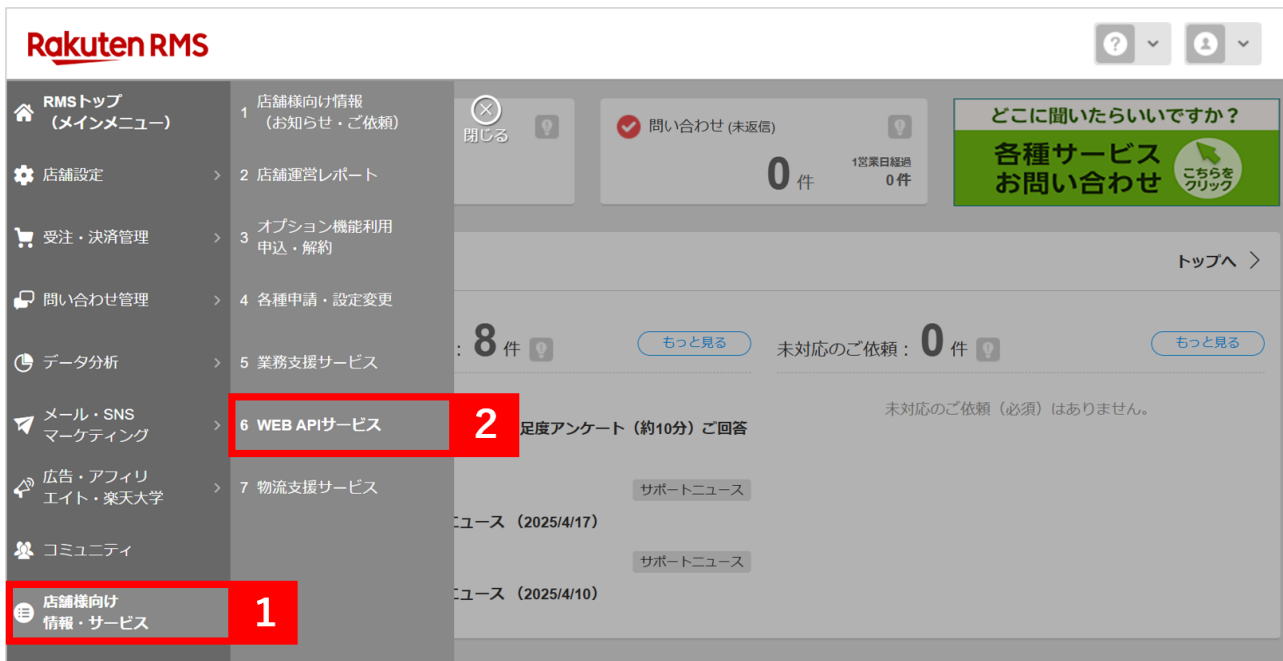 Rakuten RMS
RMSトップ
（メインメニュー）
店舗設定
受注・決済管理
問い合わせ管理
データ分析
メール・SNS
マーケティング
広告・アフィリ
エイト・楽天大学
コミュニティ
店舗様向け
情報・サービス
1
1 店舗様向け情報
（お知らせ・ご依頼）
2 店舗運営レポート
3 オプション機能利用
申込・解約
4 各種申請・設定変更
5 業務支援サービス
6 WEB APIサービス
2
7 物流支援サービス
閉じる
問い合わせ (未返信)
0 件
1営業日経過
0 件
どこに聞いたらいいですか？
各種サービス
お問い合わせ
こちらを
クリック
トップへ
: 8 件
もっと見る
未対応のご依頼： 0 件
もっと見る
未対応のご依頼（必須）はありません。
足度アンケート（約10分）ご回答
サポートニュース
ニュース （2025/4/17）
サポートニュース
ニュース （2025/4/10）